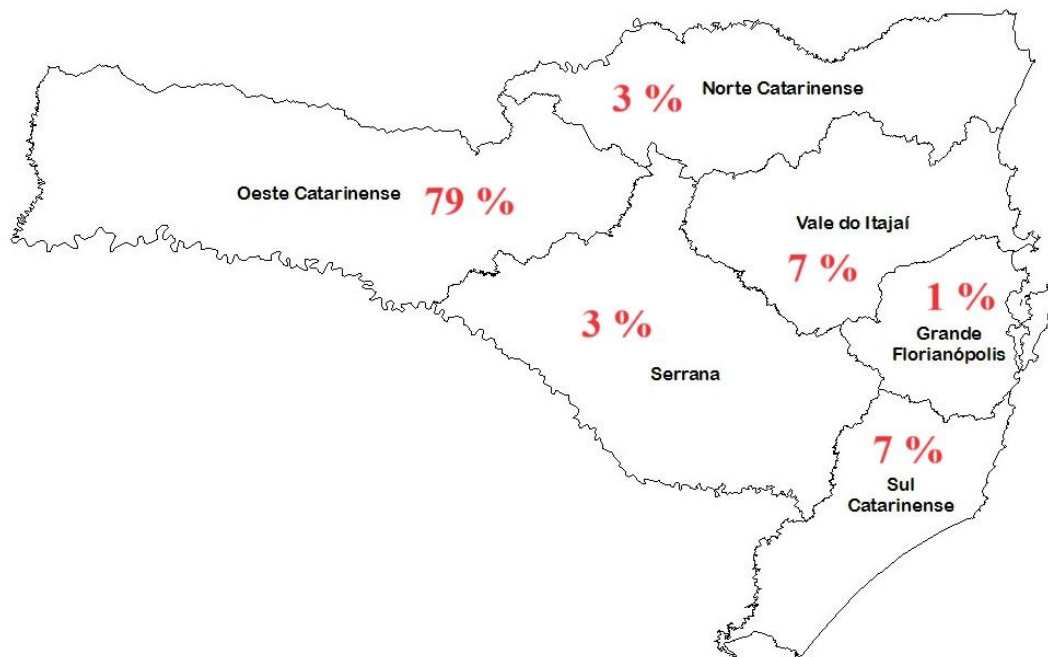 3 %
Norte Catarinense
Oeste Catarinense
79 %
Vale do Itajaí
7 %
1 %
Grande
Florianópolis
3 %
Serrana
7 %
Sul
Catarinense